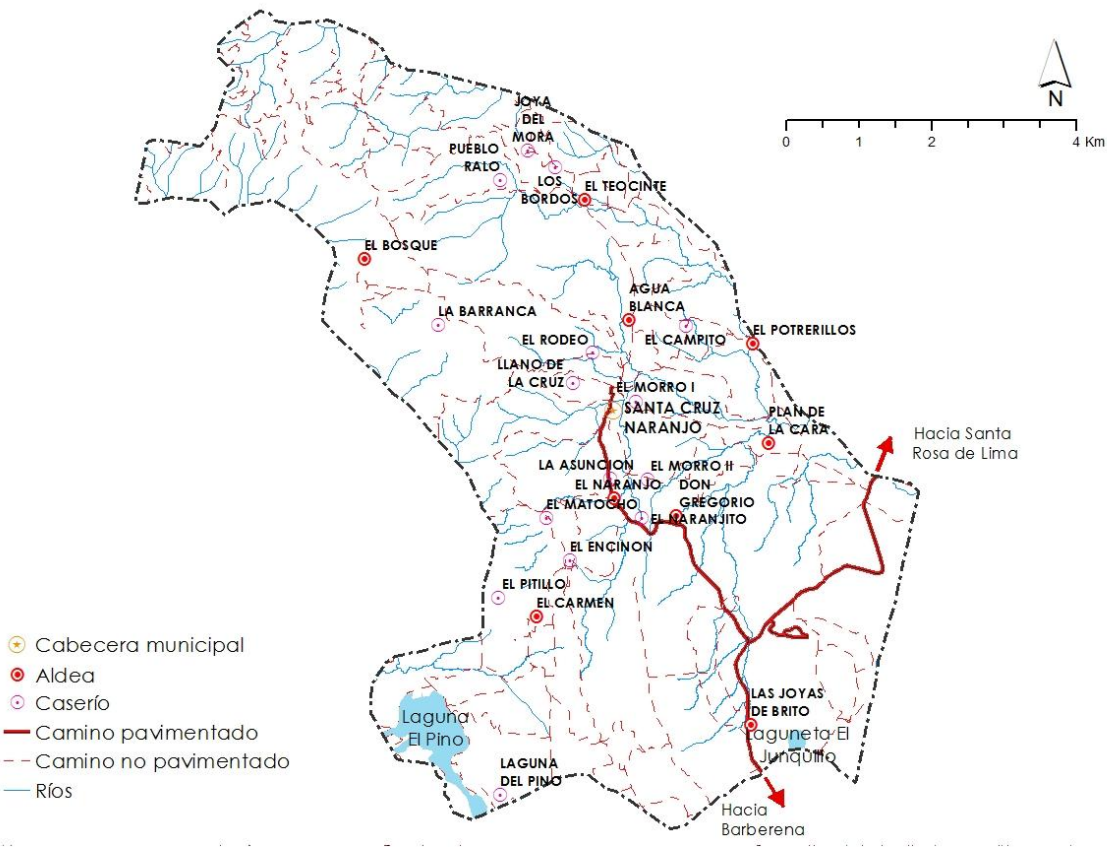 JOYA
DEL
MORA
PUEBLO
RALO
LOS
BORDOS
EL TEOCINTE
N
0 1 2 4 Km
EL BOSQUE
AGUA
BLANCA
LA BARRANCA
EL RODEO
EL CAMPITO
EL POTRERILLOS
LLANO DE
LA CRUZ
EL MORRO I
SANTA CRUZ
NARANJO
PLAN DE
LA CARA
Hacia Santa
Rosa de Lima
LA ASUNCION
EL MORRO II
EL NARANJO
DON
GREGORIO
EL MATOCHO
EL NARANJITO
EL ENCINON
EL PITILLO
EL CARMEN
Cabecera municipal
Aldea
Caserío
Camino pavimentado
Camino no pavimentado
Ríos
Laguna
El Pino
LAS JOYAS
DE BRITO
Laguneta El
Junquillo
LAGUNA
DEL PINO
Hacia
Barberena